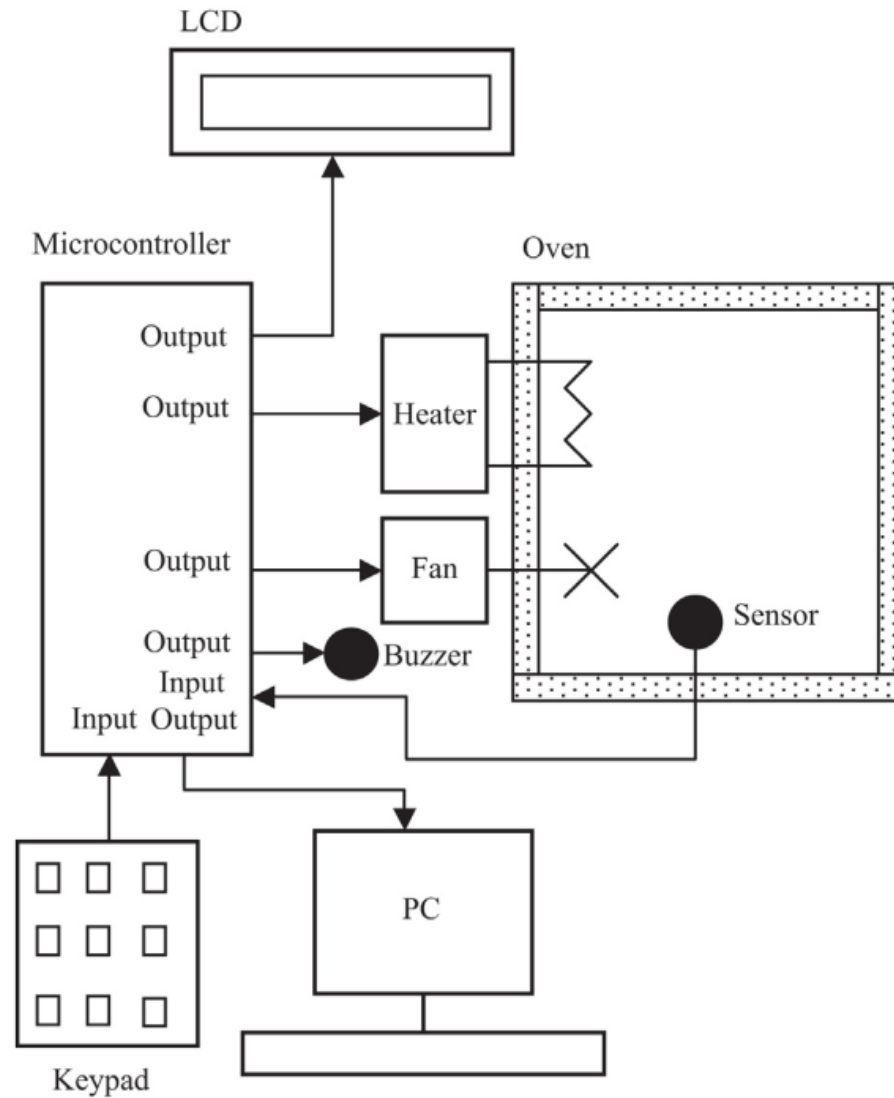 LCD
Microcontroller
Oven
Output
Output
Heater
Output
Fan
Sensor
Output
Buzzer
Input
Input Output
PC
Keypad